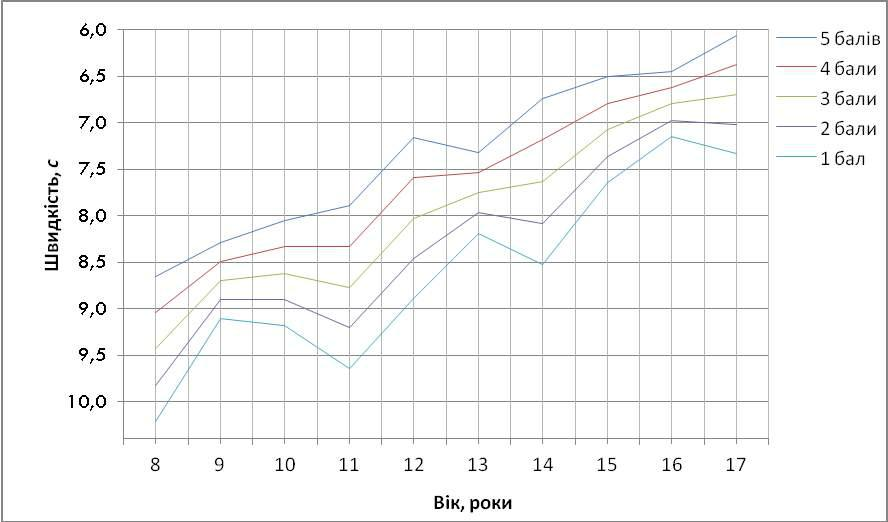 6,0
6,5
7,0
7,5
8,0
8,5
9,0
9,5
10,0
Швидкість, с
8 9 10 11 12 13 14 15 16 17
Вік, роки
5 балів
4 бали
3 бали
2 бали
1 бал